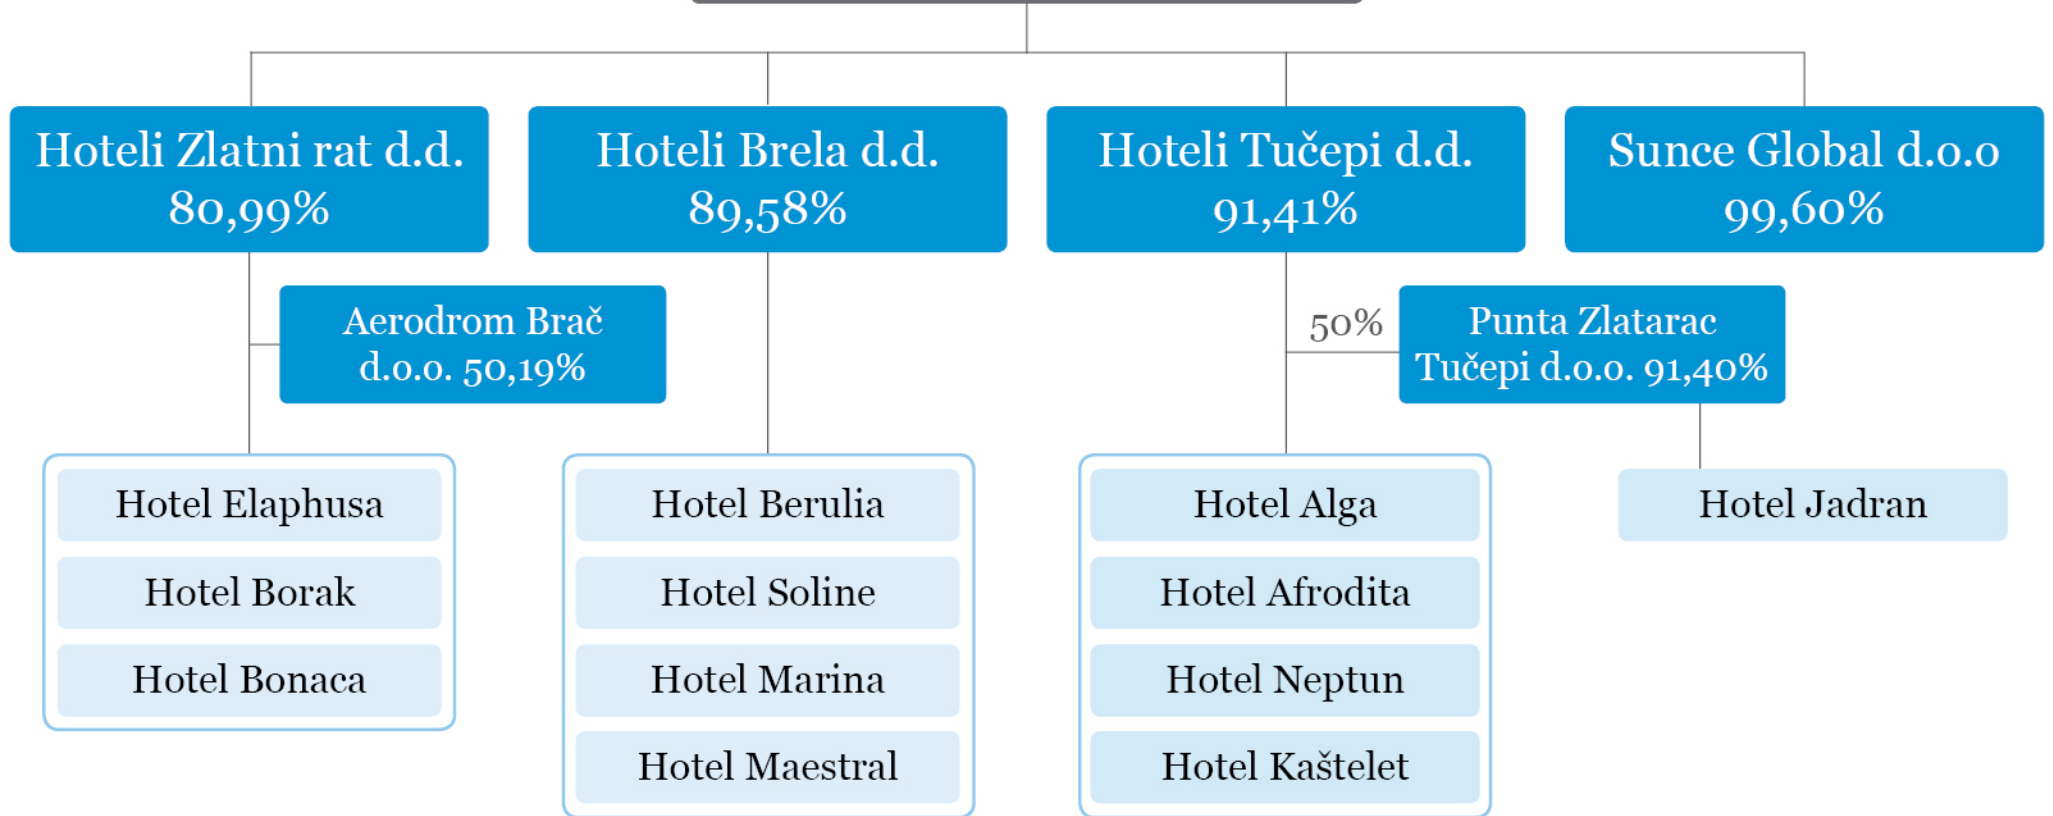 Hoteli Zlatni rat d.d.
80,99%
Hoteli Brela d.d.
89,58%
Hoteli Tučepi d.d.
91,41%
Sunce Global d.o.o
99,60%
Aerodrom Brač
d.o.o. 50,19%
50%
Punta Zlatarac
Tučepi d.o.o. 91,40%
Hotel Elaphusa
Hotel Borak
Hotel Bonaca
Hotel Berulia
Hotel Soline
Hotel Marina
Hotel Maestral
Hotel Alga
Hotel Afrodita
Hotel Neptun
Hotel Kaštelet
Hotel Jadran